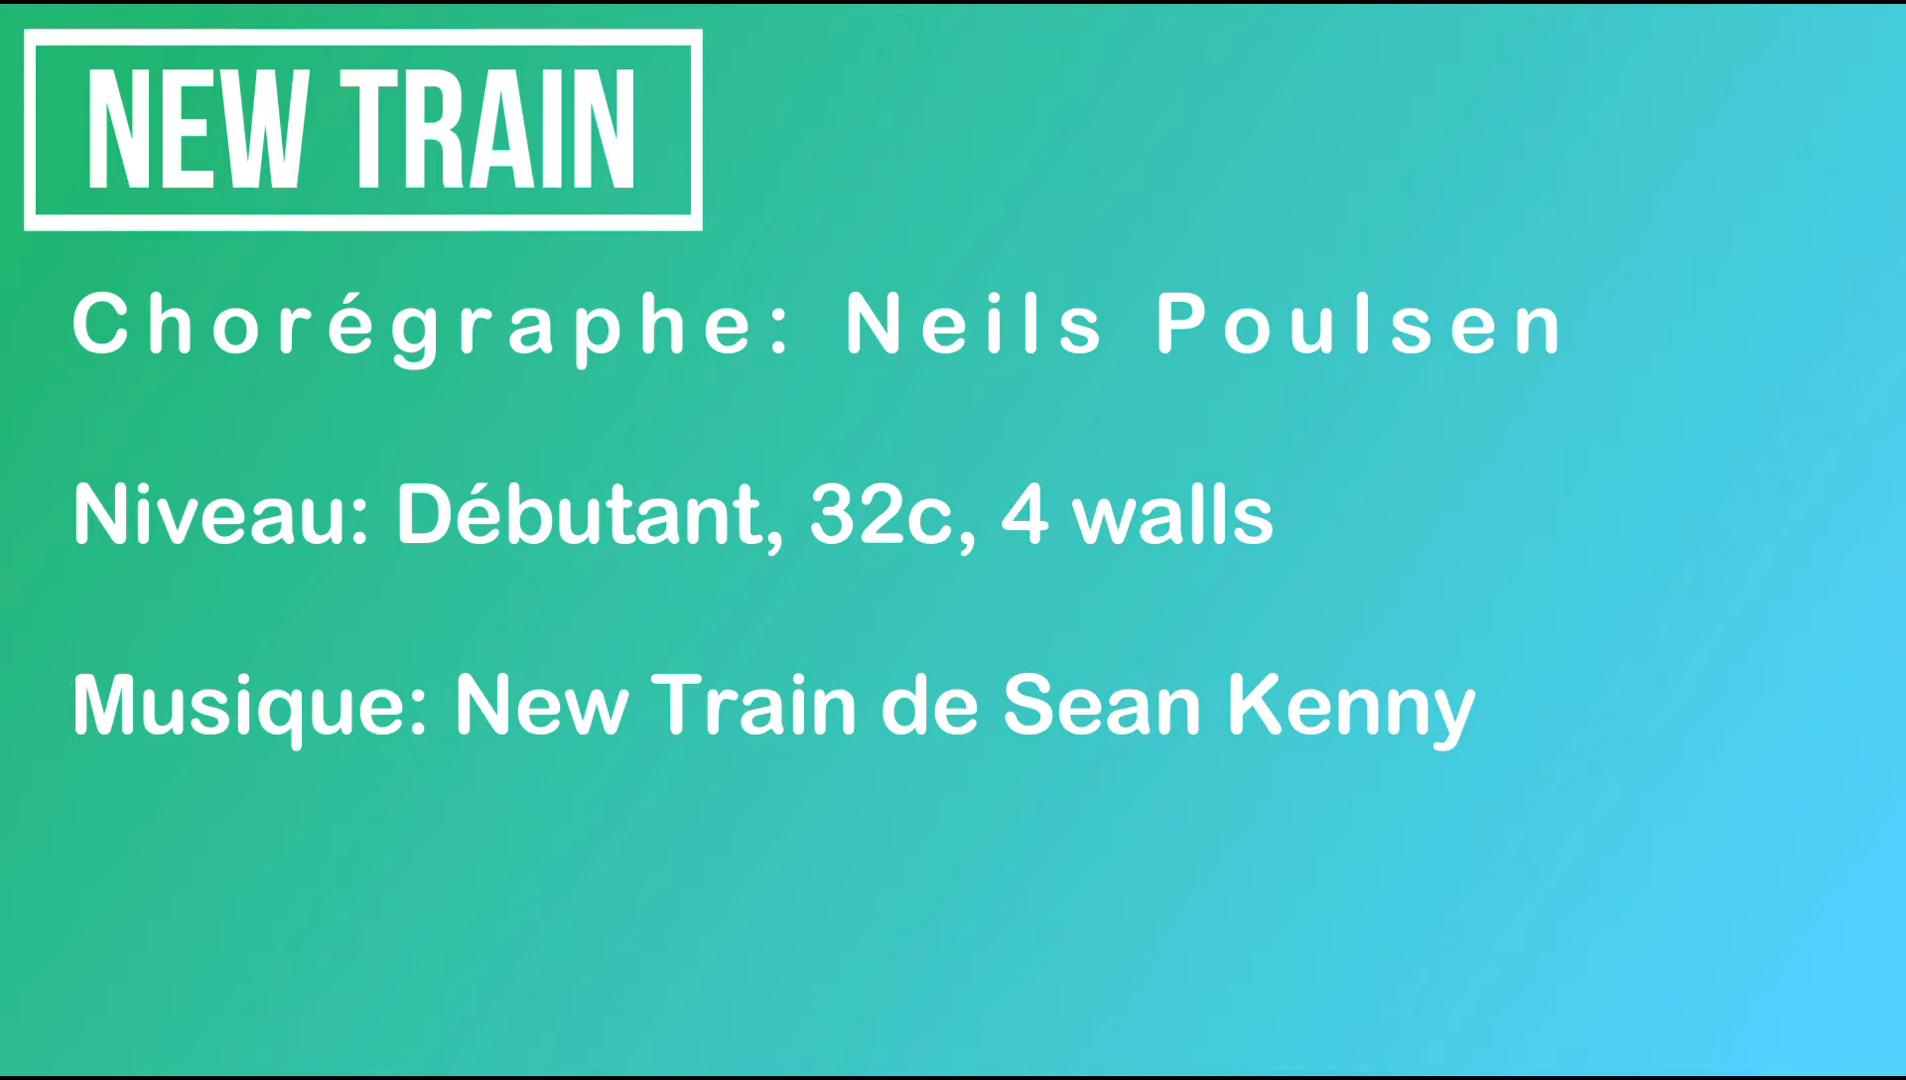 NEW TRAIN
Chorégraphe: Neils Poulsen
Niveau: Débutant, 32c, 4 walls
Musique: New Train de Sean Kenny